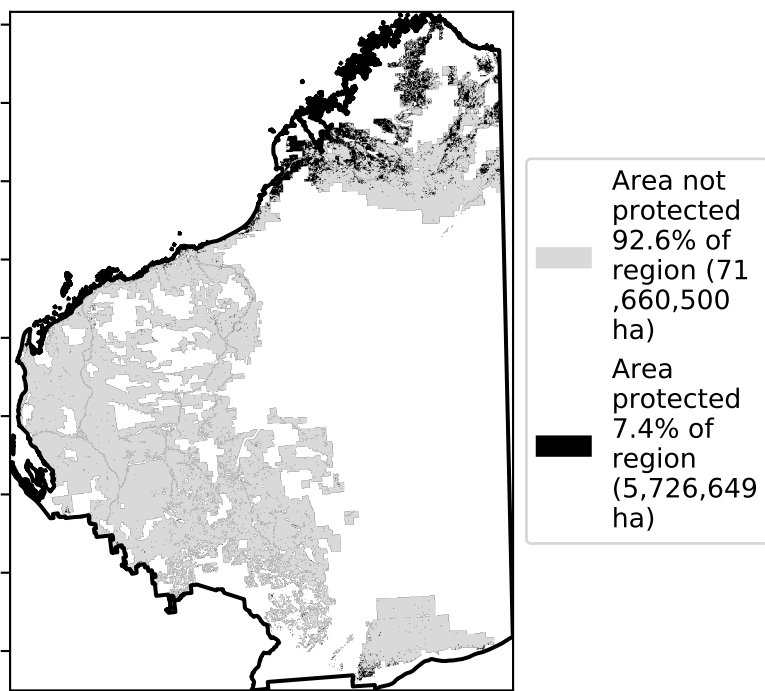 Area not
protected
92.6% of
region (71
,660,500
ha)
Area
protected
7.4% of
region
(5,726,649
ha)